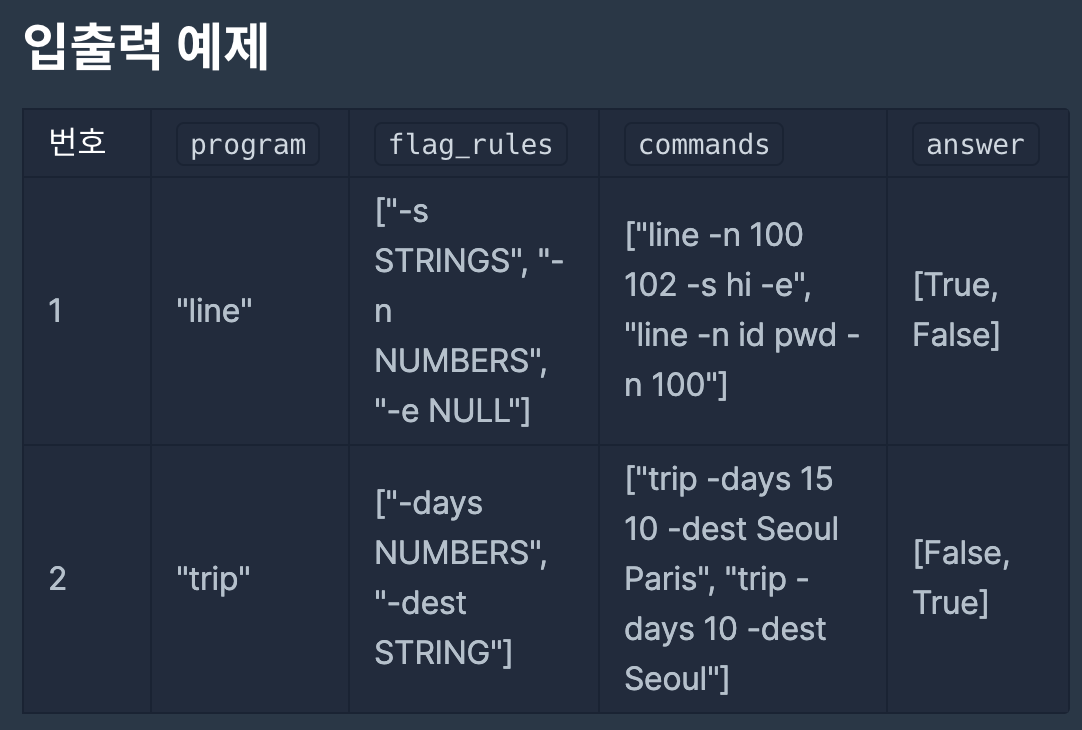 입출력 예제
번호 program flag_rules commands answer
1 "line" ["-s STRINGS", "-n NUMBERS", "-e NULL"] ["line -n 100 102 -s hi -e", "line -n id pwd -n 100"] [True, False]
2 "trip" ["-days NUMBERS", "-dest STRING"] ["trip -days 15 10 -dest Seoul Paris", "trip -days 10 -dest Seoul"] [False, True]